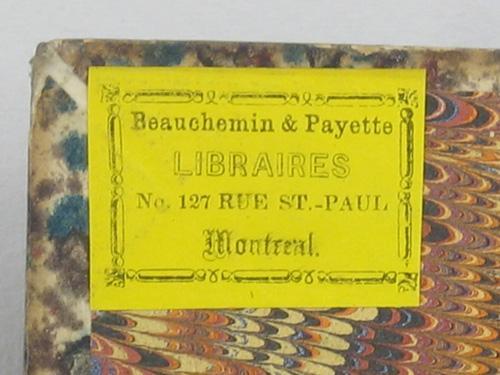 Beauchemin & Payette
LIBRAIRES
No. 127 RUE ST.-PAUL
Montreal.